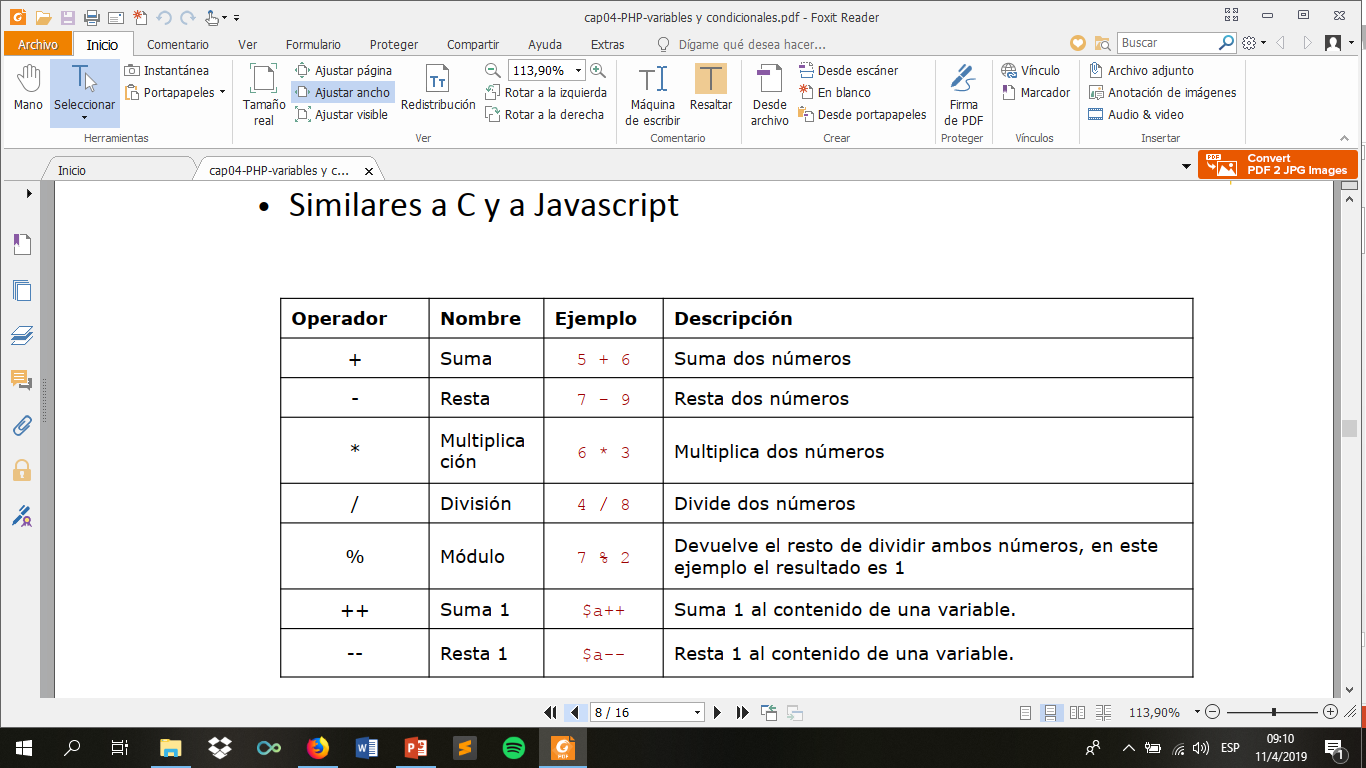 cap04-PHP-variables y condicionales.pdf - Foxit Reader
Archivo Inicio Comentario Ver Formulario Proteger Compartir Ayuda Extras Dígame qué desea hacer... Buscar
Mano
Seleccionar
Instantánea
Portapapeles
Herramientas
Tamaño
real
Ajustar página
Ajustar ancho
Ajustar visible
Redistribución
113,90%
Rotar a la izquierda
Rotar a la derecha
Ver
Máquina
de escribir
Resaltar
Comentario
Desde
archivo
Desde escáner
En blanco
Desde portapapeles
Crear
Firma
de PDF
Proteger
Vínculo
Marcador
Vínculos
Archivo adjunto
Anotación de imágenes
Audio & video
Insertar
Inicio cap04-PHP-variables y c...
PDF
Convert
PDF 2 JPG Images
• Similares a C y a Javascript
Operador Nombre Ejemplo Descripción
+ Suma 5 + 6 Suma dos números
- Resta 7 - 9 Resta dos números
* Multiplica
ción 6 * 3 Multiplica dos números
/ División 4 / 8 Divide dos números
% Módulo 7 % 2 Devuelve el resto de dividir ambos números, en este
ejemplo el resultado es 1
++ Suma 1 $a++ Suma 1 al contenido de una variable.
-- Resta 1 $a-- Resta 1 al contenido de una variable.
8 / 16 113,90%
ESP 09:10
11/4/2019
1